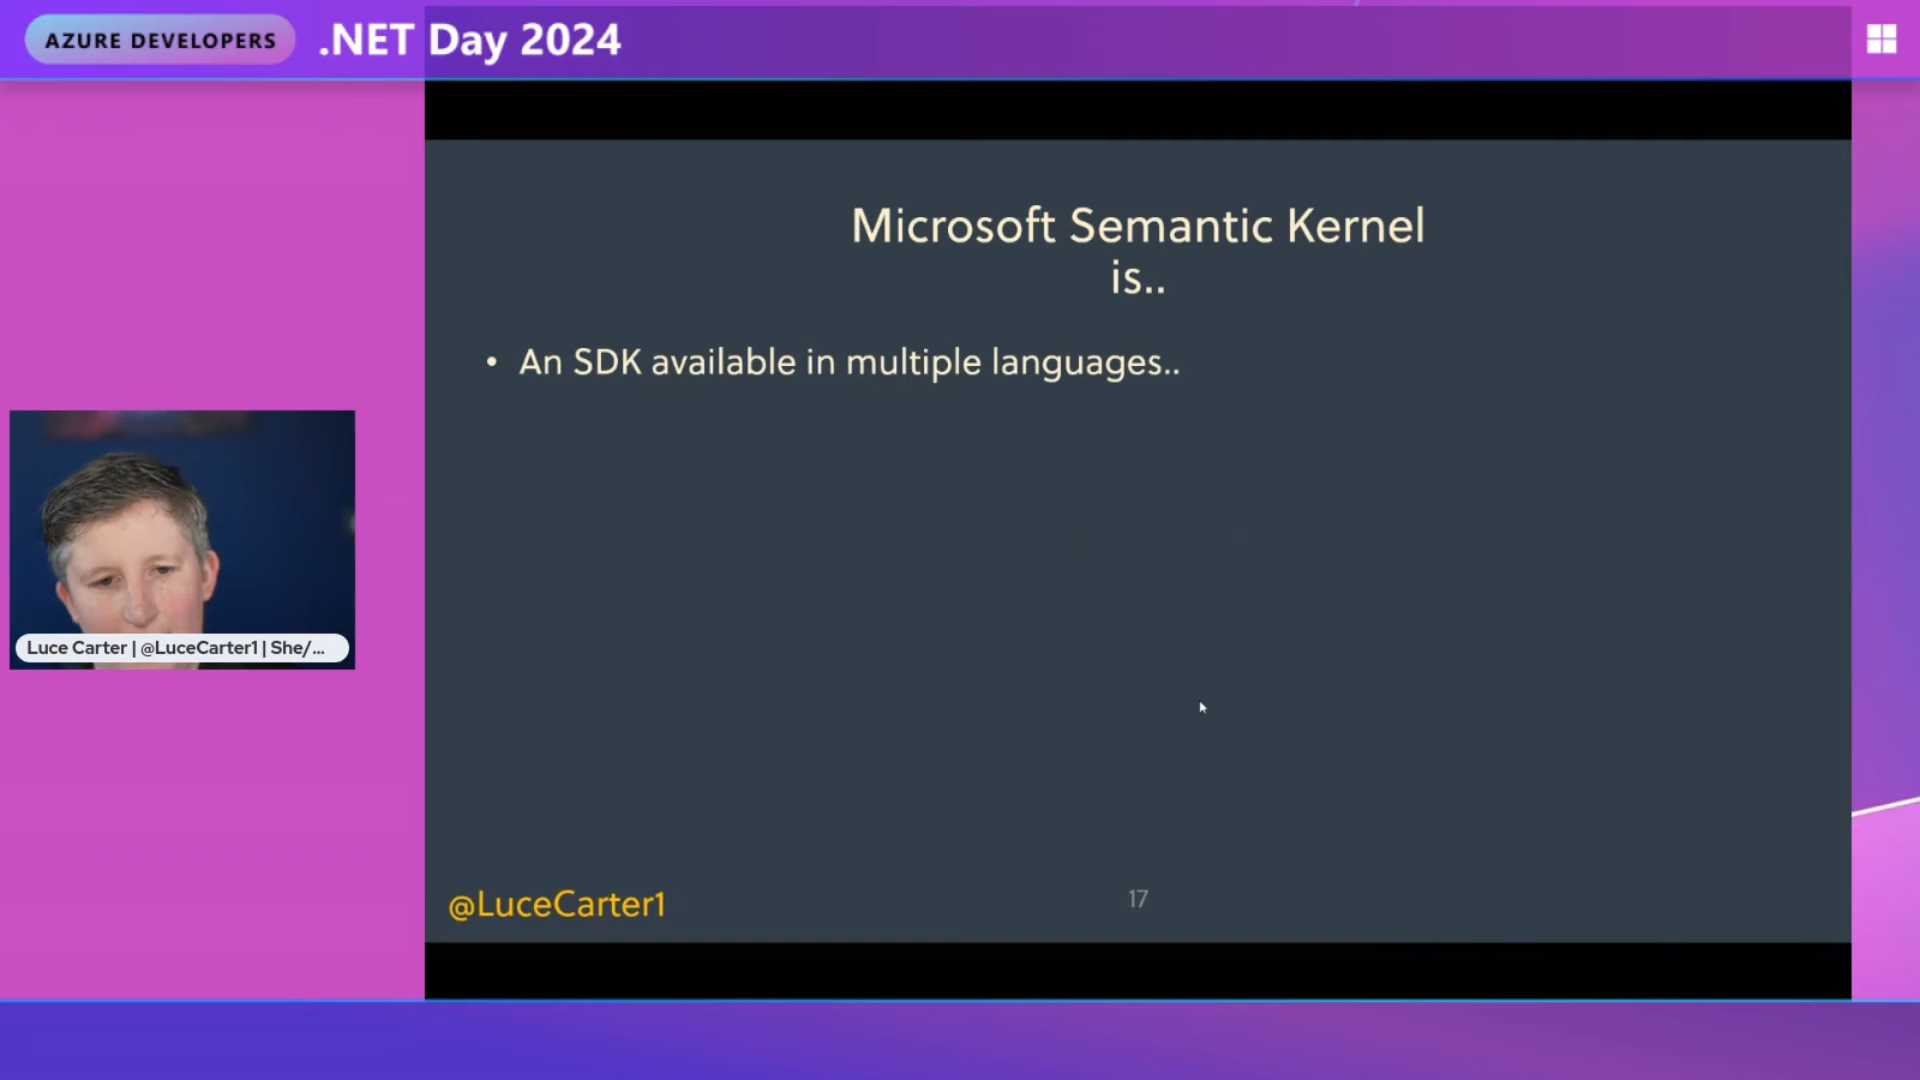 AZURE DEVELOPERS .NET Day 2024
Microsoft Semantic Kernel
is..
• An SDK available in multiple languages..
Luce Carter | @LuceCarter1 | She/...
@LuceCarter1
17